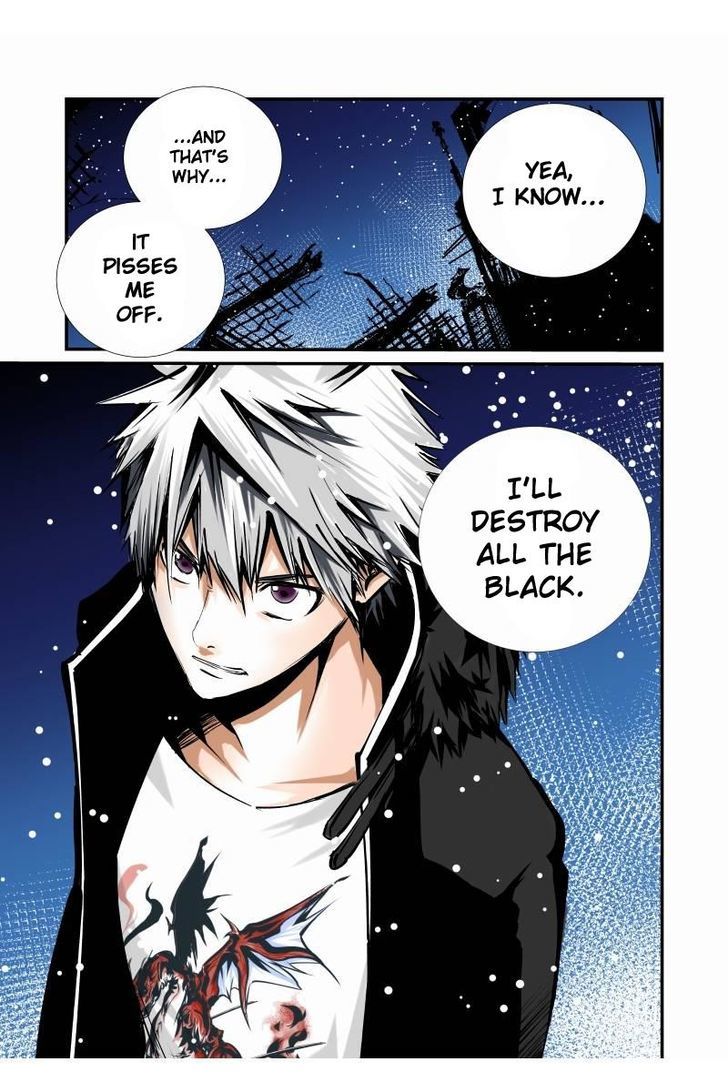 ...AND
THAT'S
WHY...
IT
PISSES
ME
OFF.
YEA,
I KNOW...
I'LL
DESTROY
ALL THE
BLACK.